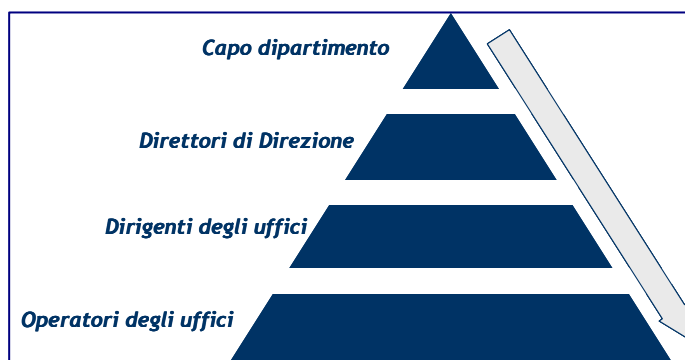 Capo dipartimento
Direttori di Direzione
Dirigenti degli uffici
Operatori degli uffici